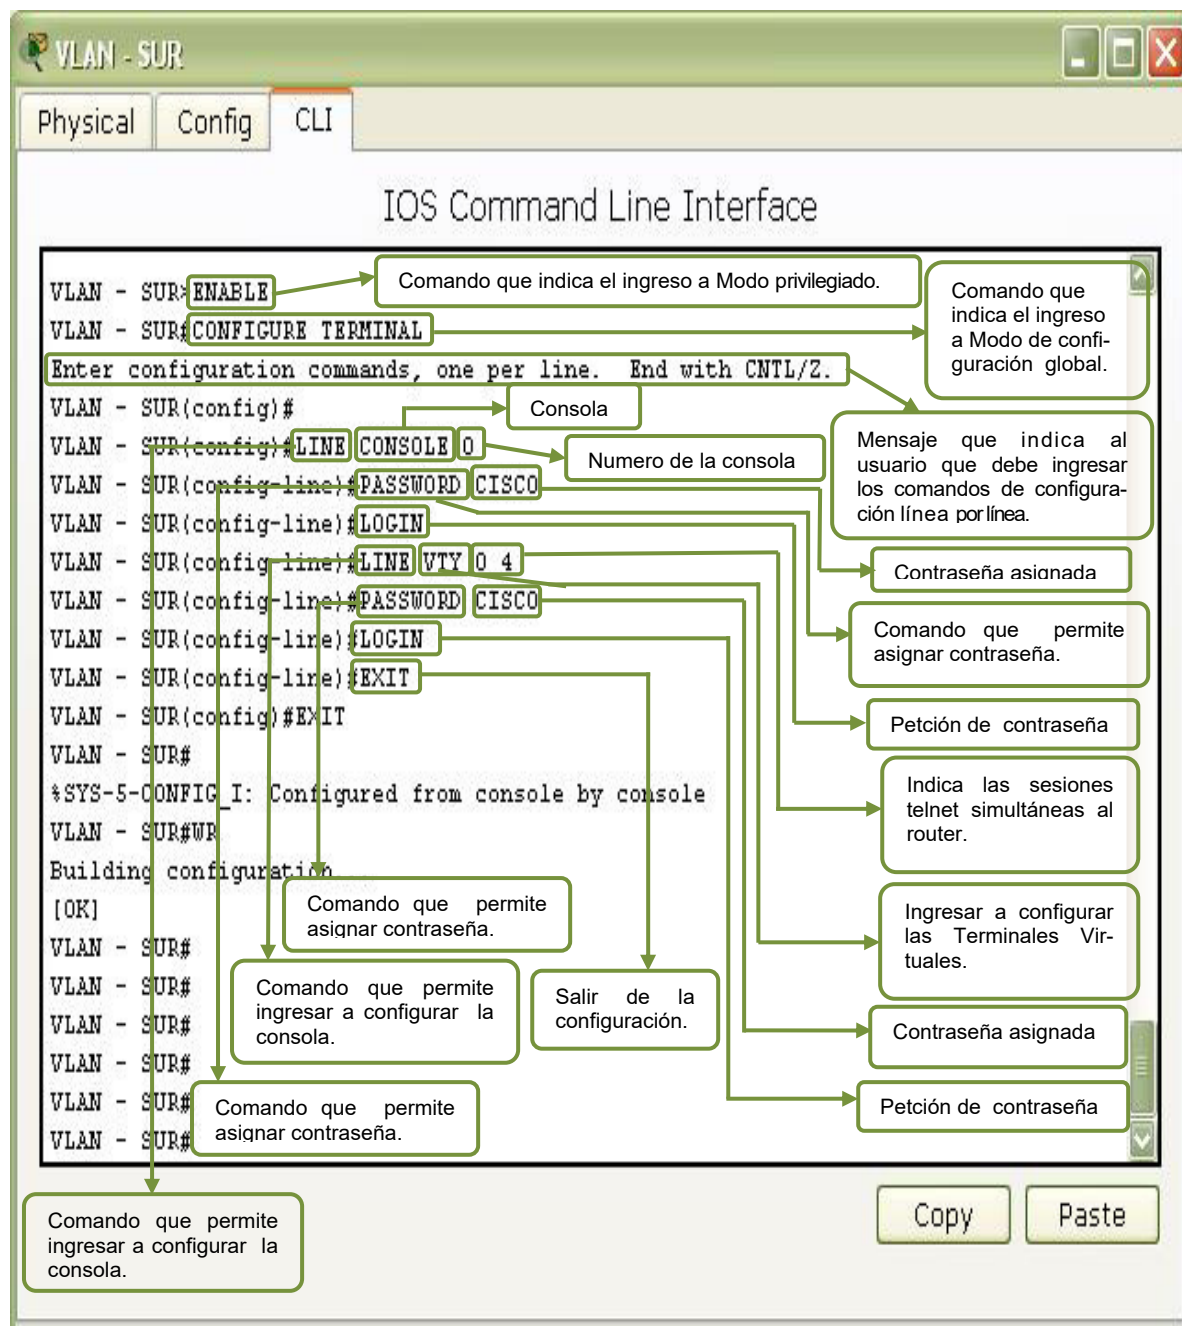 VLAN - SUR
Physical Config CLI
IOS Command Line Interface
VLAN - SUR>ENABLE
Comando que indica el ingreso a Modo privilegiado.
VLAN - SUR#CONFIGURE TERMINAL
Comando que
indica el ingreso
a Modo de confi-
guración global.
Enter configuration commands, one per line. End with CNTL/Z.
VLAN - SUR(config)#
Consola
VLAN - SUR(config)#LINE CONSOLE 0
Numero de la consola
Mensaje que indica al
usuario que debe ingresar
los comandos de configura-
ción línea por línea.
VLAN - SUR(config-line)#PASSWORD CISCO
VLAN - SUR(config-line)#LOGIN
VLAN - SUR(config-line)#LINE VTY 0 4
Contraseña asignada
VLAN - SUR(config-line)#PASSWORD CISCO
VLAN - SUR(config-line)#LOGIN
Comando que permite
asignar contraseña.
VLAN - SUR(config-line)#EXIT
VLAN - SUR(config)#EXIT
Petción de contraseña
VLAN - SUR#
%SYS-5-CONFIG_I: Configured from console by console
Indica las sesiones
telnet simultáneas al
router.
VLAN - SUR#WR
Building configuration...
[OK]
Comando que permite
asignar contraseña.
Ingresar a configurar
las Terminales Vir-
tuales.
VLAN - SUR#
VLAN - SUR#
Comando que permite
ingresar a configurar la
consola.
Salir de la
configuración.
VLAN - SUR#
Contraseña asignada
VLAN - SUR#
VLAN - SUR#
Comando que permite
asignar contraseña.
Petción de contraseña
VLAN - SUR#
Comando que permite
ingresar a configurar la
consola.
Copy Paste